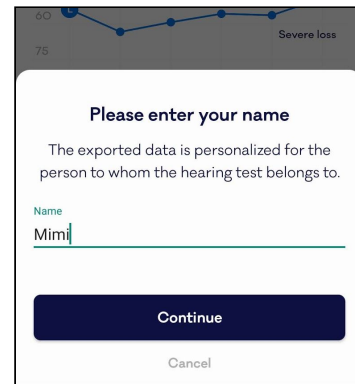 60
L
Severe loss
75
Please enter your name
The exported data is personalized for the
person to whom the hearing test belongs to.
Name
Mimi
Continue
Cancel